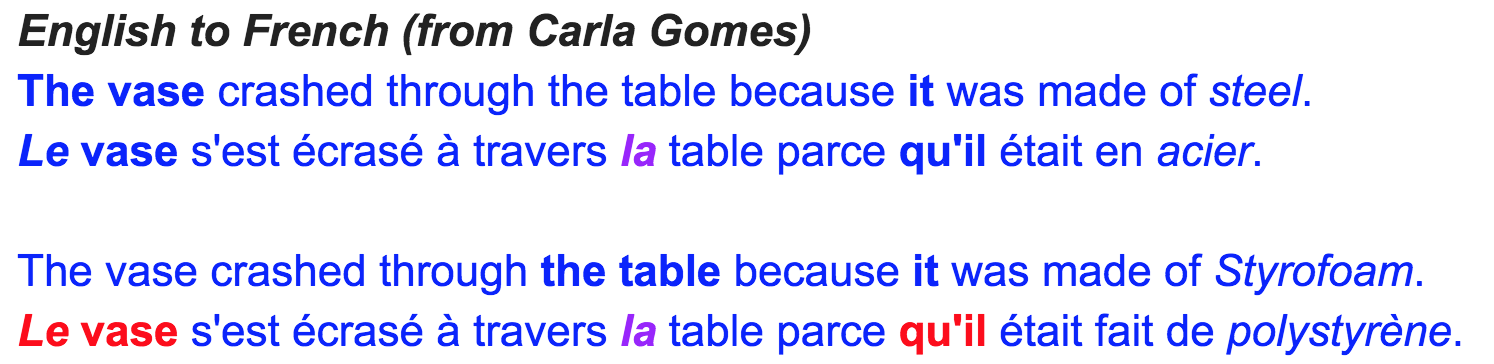 English to French (from Carla Gomes)
The vase crashed through the table because it was made of steel.
Le vase s'est écrasé à travers la table parce qu'il était en acier.
The vase crashed through the table because it was made of Styrofoam.
Le vase s'est écrasé à travers la table parce qu'il était fait de polystyrène.